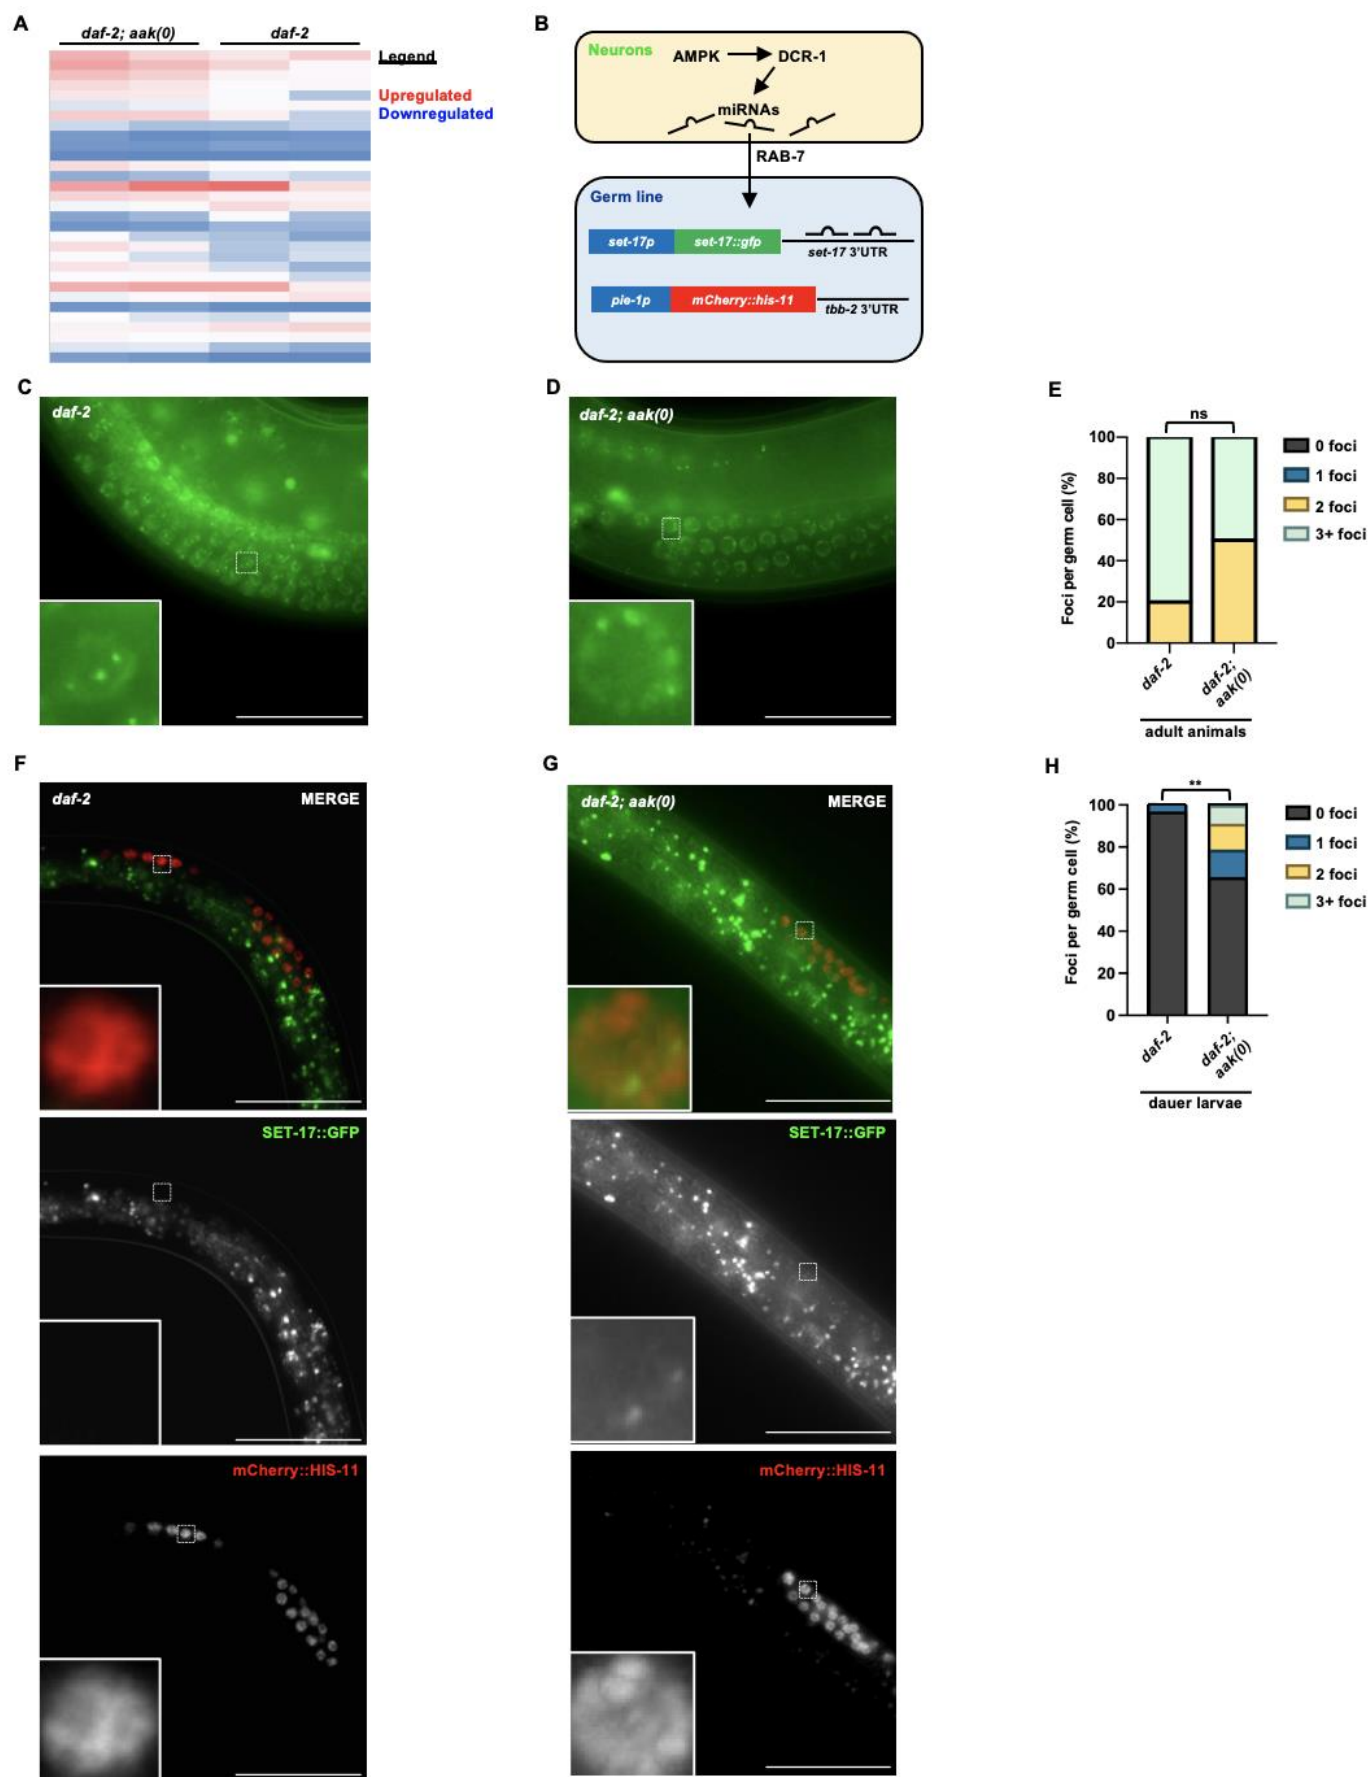 A
daf-2; aak(0)
daf-2
Legend
Upregulated
Downregulated
B
Neurons
AMPK
DCR-1
miRNAs
RAB-7
Germ line
set-17p
set-17::gfp
set-17 3'UTR
pie-1p
mCherry::his-11
tbb-2 3'UTR
C
daf-2
D
daf-2; aak(0)
E
ns
100
80
60
40
20
0
Foci per germ cell (%)
0 foci
1 foci
2 foci
3+ foci
daf-2
daf-2;
aak(0)
adult animals
F
daf-2
MERGE
SET-17::GFP
mCherry::HIS-11
G
daf-2; aak(0)
MERGE
SET-17::GFP
mCherry::HIS-11
H
**
100
80
60
40
20
0
Foci per germ cell (%)
0 foci
1 foci
2 foci
3+ foci
daf-2
daf-2;
aak(0)
dauer larvae